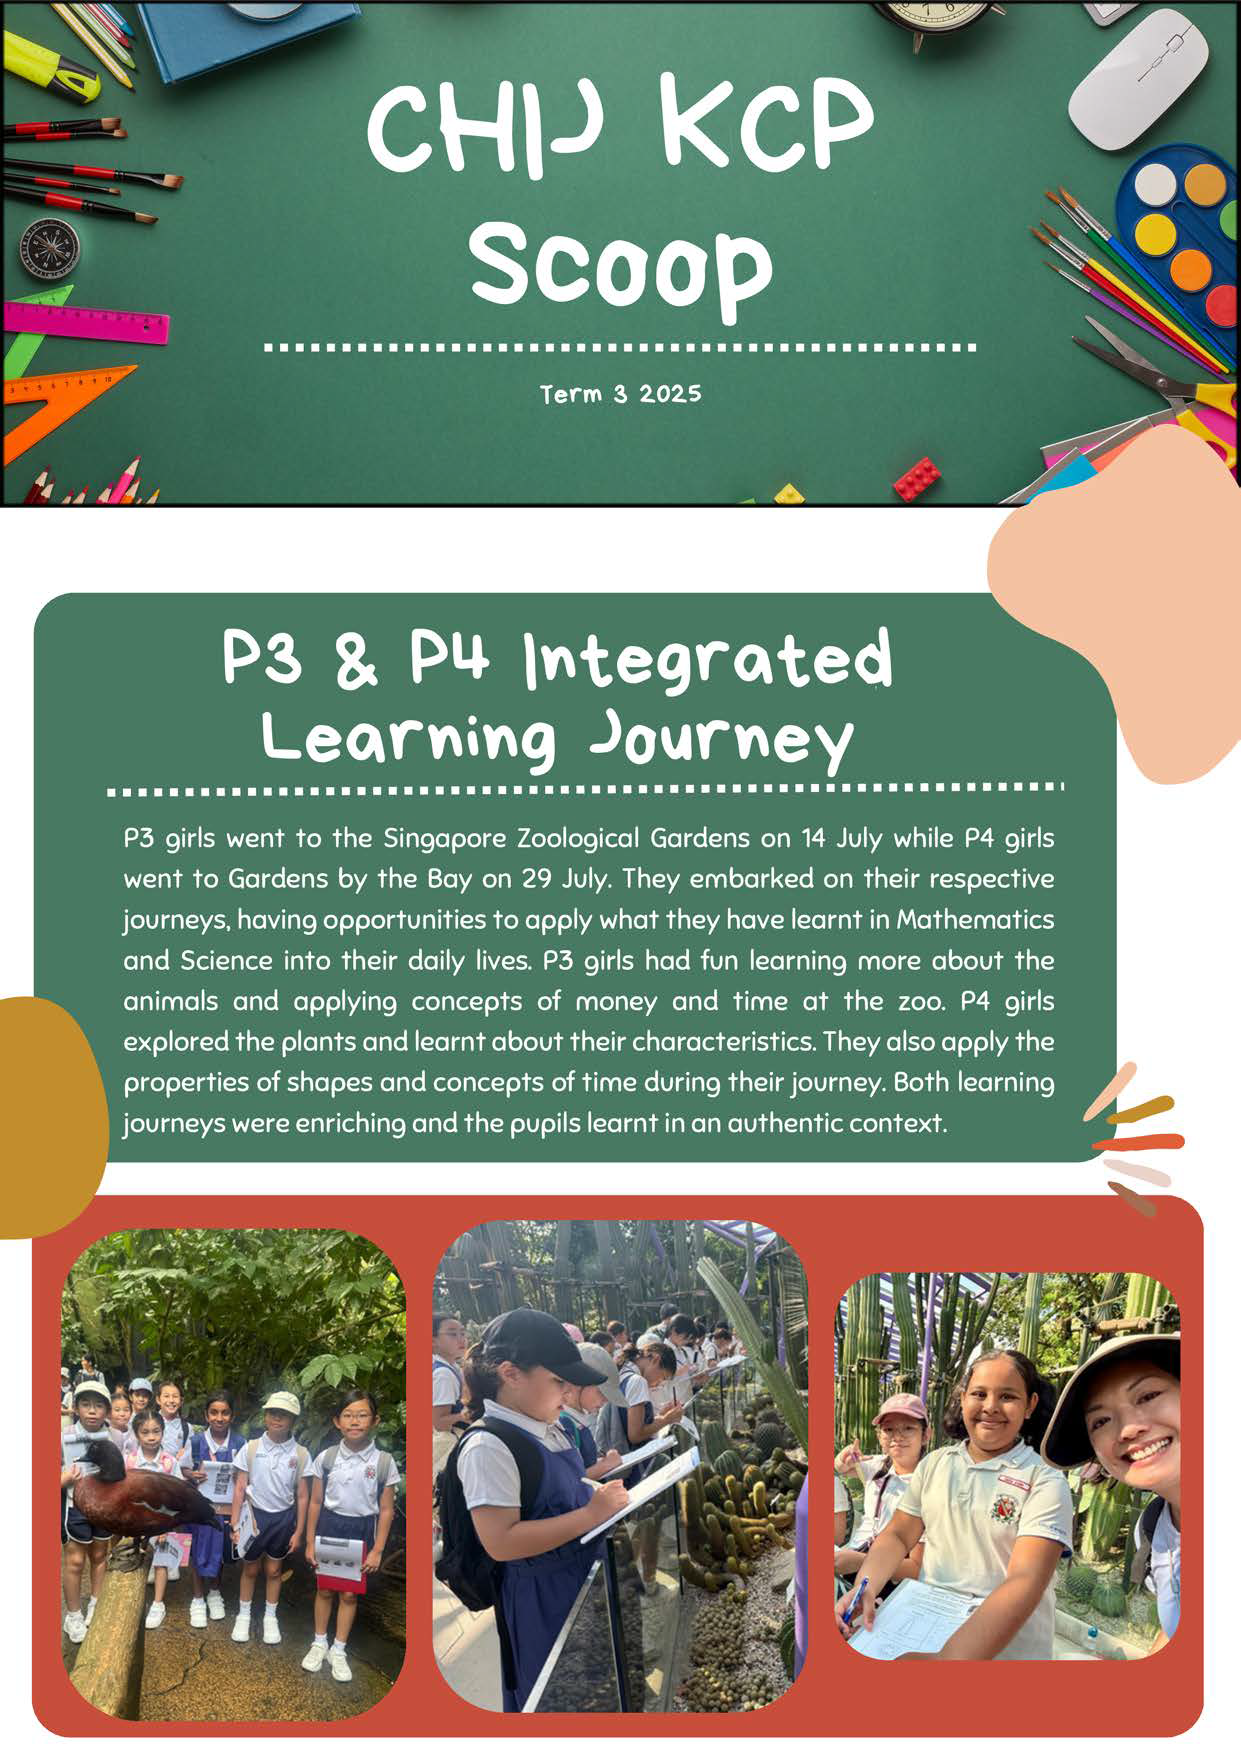 CHIJ KCP
Scoop
Term 3 2025
P3 & P4 Integrated
Learning Journey
P3 girls went to the Singapore Zoological Gardens on 14 July while P4 girls
went to Gardens by the Bay on 29 July. They embarked on their respective
journeys, having opportunities to apply what they have learnt in Mathematics
and Science into their daily lives. P3 girls had fun learning more about the
animals and applying concepts of money and time at the zoo. P4 girls
explored the plants and learnt about their characteristics. They also apply the
properties of shapes and concepts of time during their journey. Both learning
journeys were enriching and the pupils learnt in an authentic context.